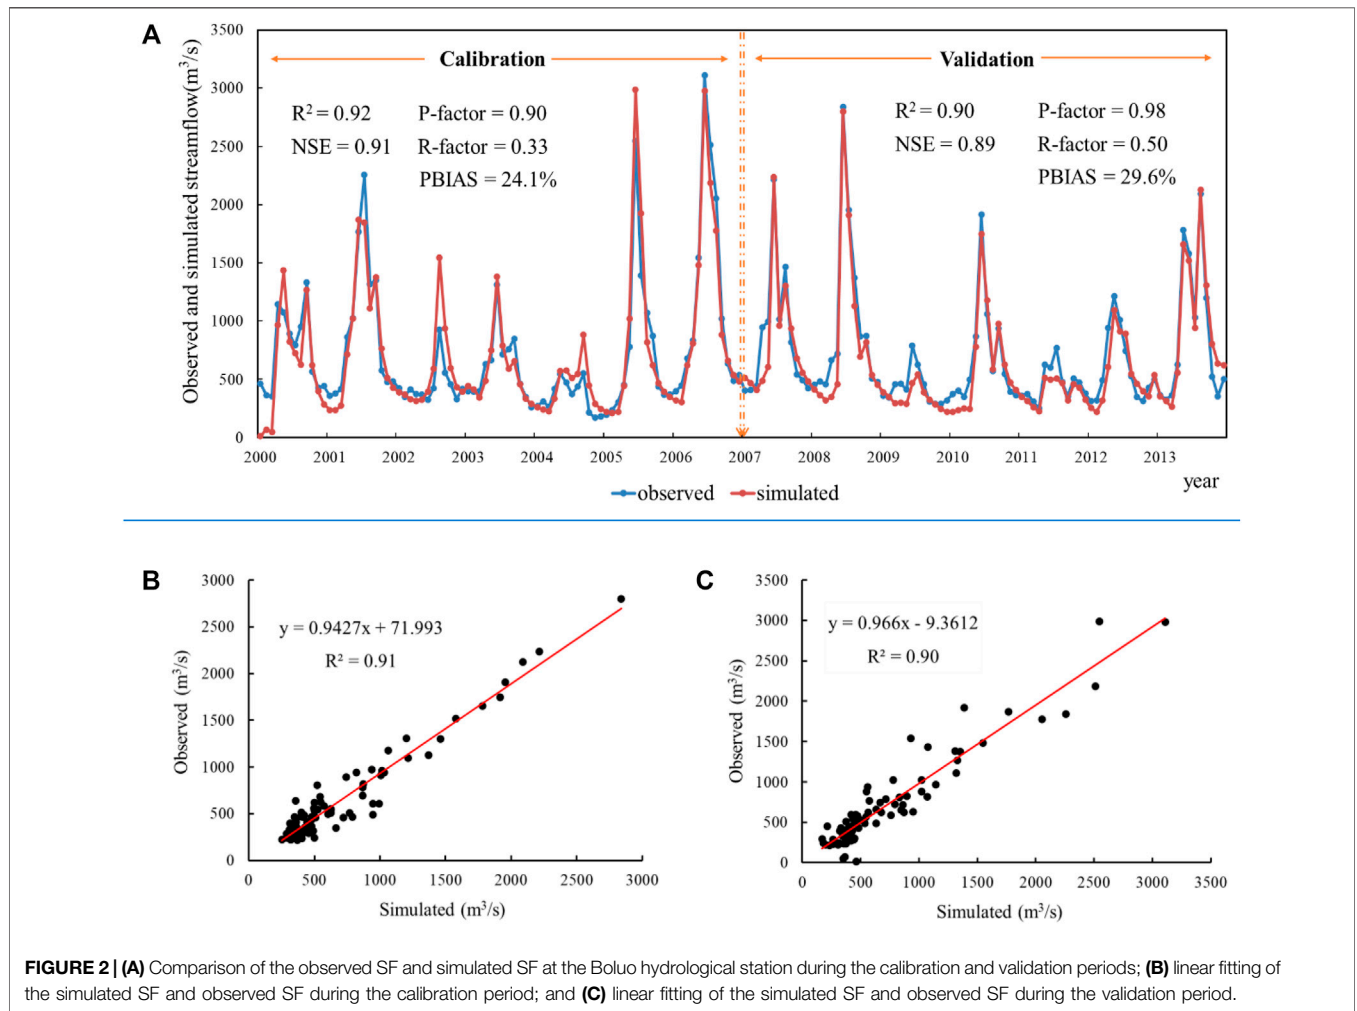 A
Observed and simulated streamflow(m³/s)
3500
3000
2500
2000
1500
1000
500
0
Calibration
Validation
R² = 0.92
P-factor = 0.90
NSE = 0.91
R-factor = 0.33
PBIAS = 24.1%
R² = 0.90
P-factor = 0.98
NSE = 0.89
R-factor = 0.50
PBIAS = 29.6%
2000 2001 2002 2003 2004 2005 2006 2007 2008 2009 2010 2011 2012 2013
year
observed simulated
B
Observed (m³/s)
3000
2500
2000
1500
1000
500
0
y = 0.9427x + 71.993
R² = 0.91
0 500 1000 1500 2000 2500 3000
Simulated (m³/s)
C
Observed (m³/s)
3500
3000
2500
2000
1500
1000
500
0
y = 0.966x - 9.3612
R² = 0.90
0 500 1000 1500 2000 2500 3000 3500
Simulated (m³/s)
FIGURE 2 | (A) Comparison of the observed SF and simulated SF at the Boluo hydrological station during the calibration and validation periods; (B) linear fitting of
the simulated SF and observed SF during the calibration period; and (C) linear fitting of the simulated SF and observed SF during the validation period.